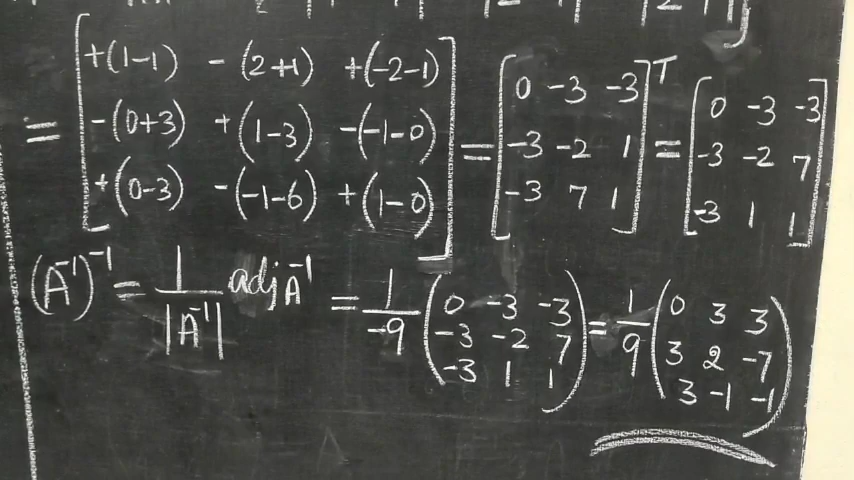 = [ +(1-1) -(2+1) +(-2-1) ] = [ 0 -3 -3 ]ᵀ = [ 0 -3 -3 ]
-(0+3) +(1-3) -(-1-0) -3 -2 1 -3 -2 7
+(0-3) -(-1-6) +(1-0) -3 7 1 -3 1 1
(A⁻¹)⁻¹ = 1/|A⁻¹| adj A⁻¹ = 1/-9 ( 0 -3 -3 ) = 1/9 ( 0 3 3 )
-3 -2 7 3 2 -7
-3 1 1 3 -1 -1